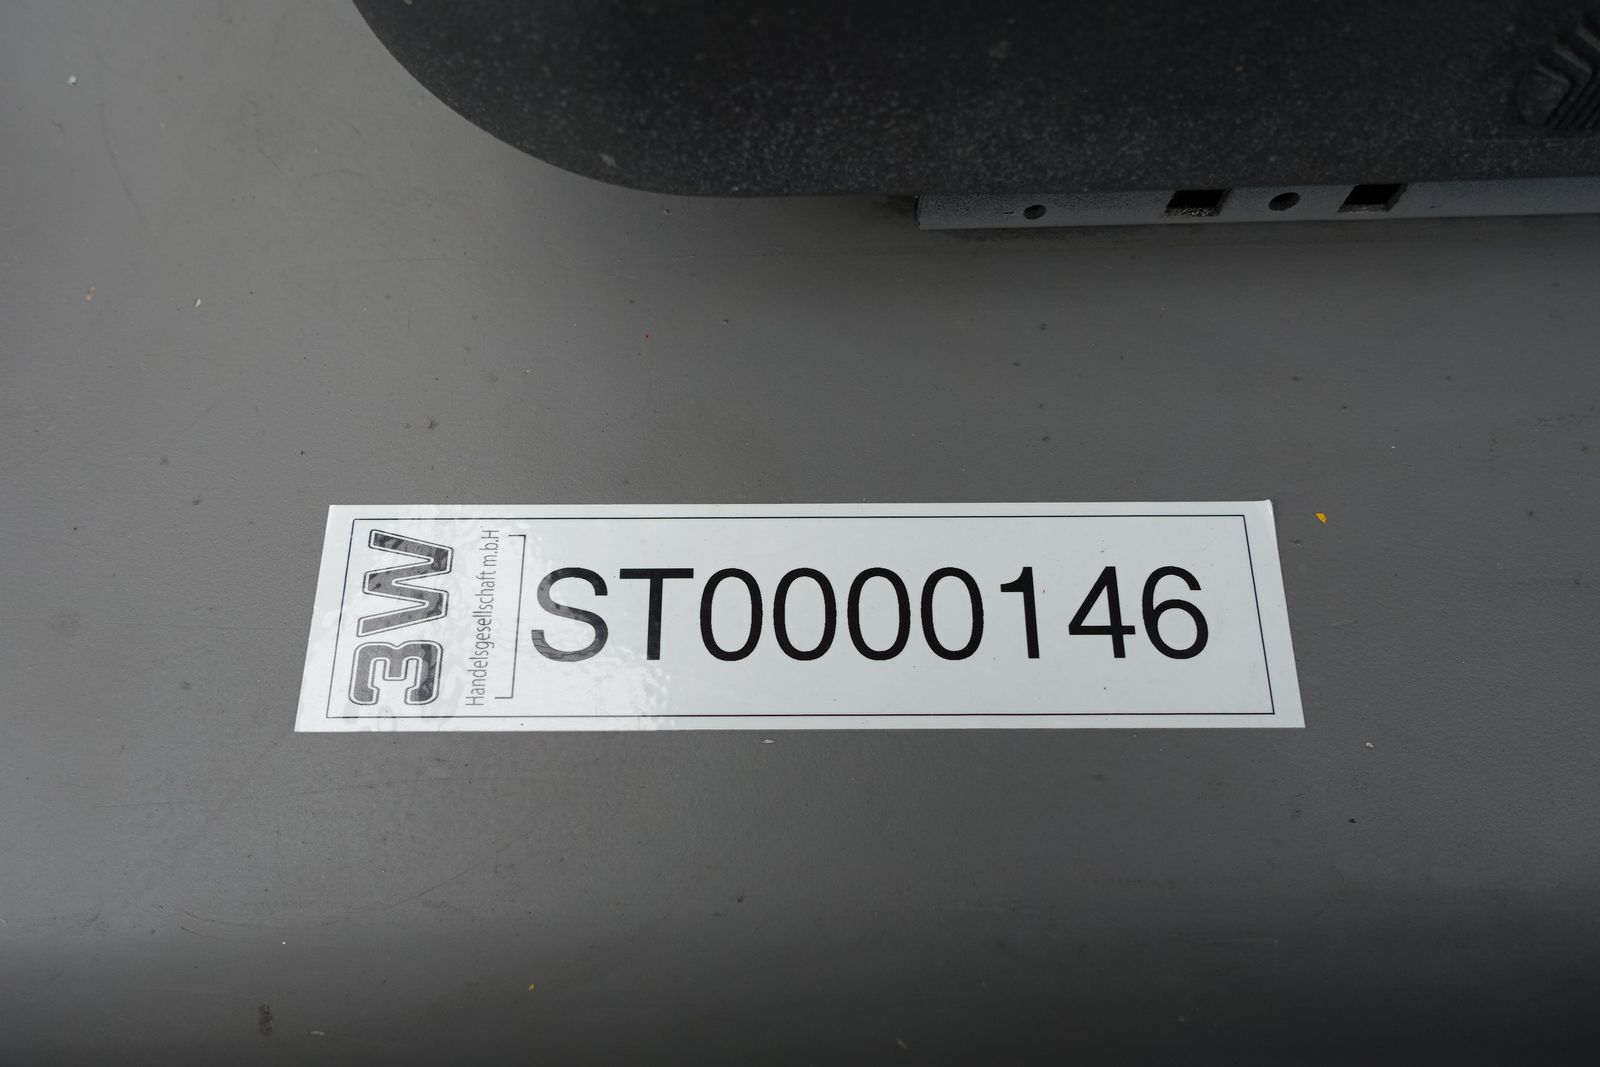 3W
Handelsgesellschaft m.b.H
ST0000146